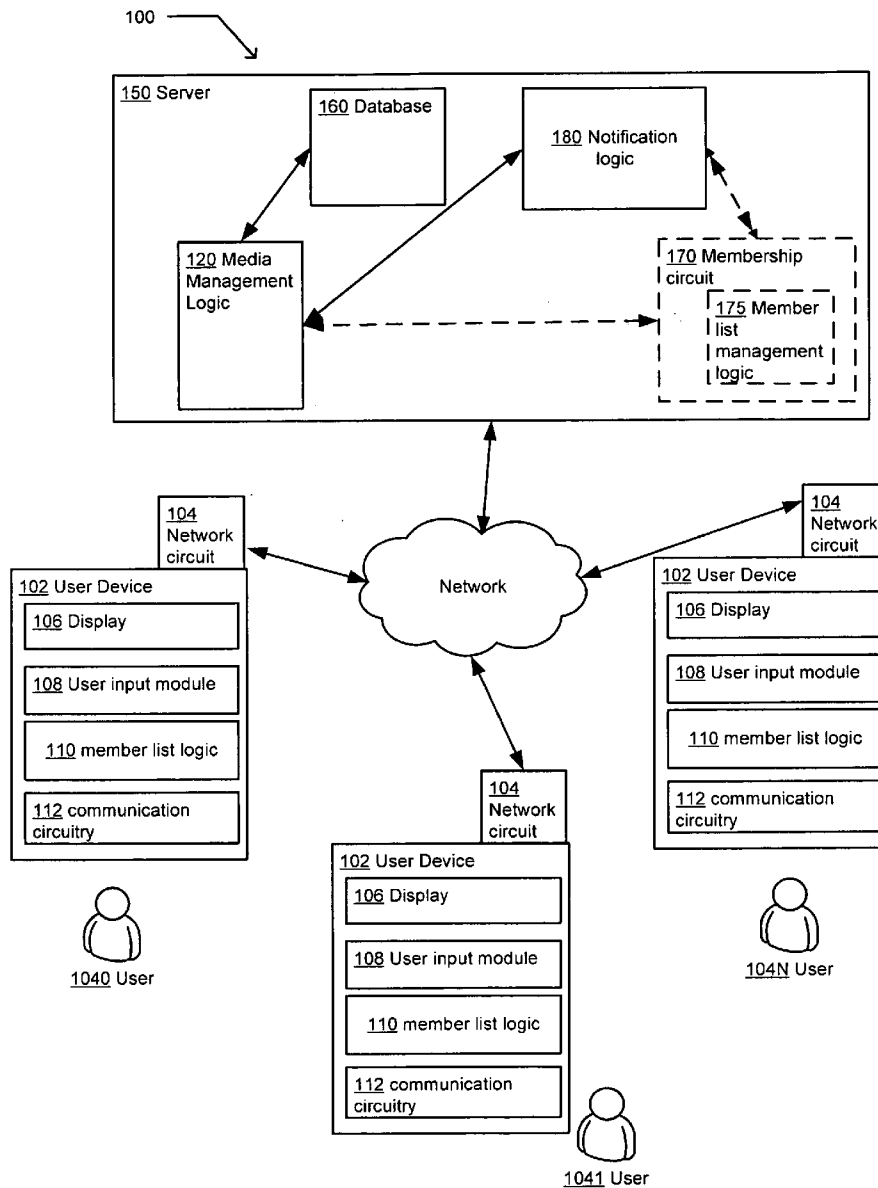 100
150 Server
160 Database
180 Notification
logic
120 Media
Management
Logic
170 Membership
circuit
175 Member
list
management
logic
104
Network
circuit
102 User Device
106 Display
108 User input module
110 member list logic
112 communication
circuitry
1040 User
Network
104
Network
circuit
102 User Device
106 Display
108 User input module
110 member list logic
112 communication
circuitry
1041 User
104
Network
circuit
102 User Device
106 Display
108 User input module
110 member list logic
112 communication
circuitry
104N User